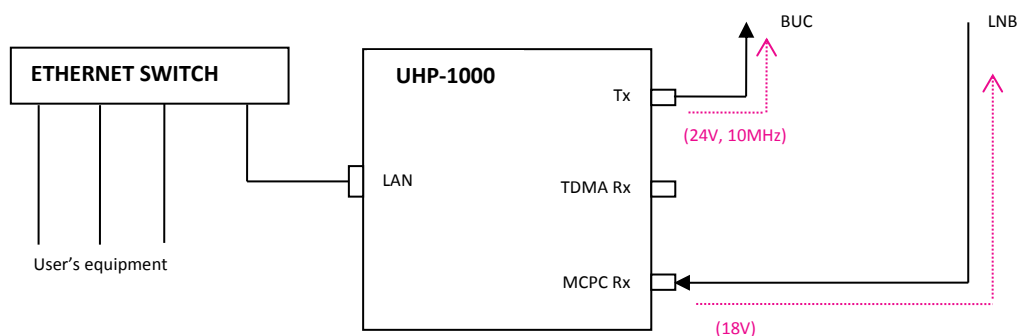 BUC
LNB
ETHERNET SWITCH
UHP-1000
Tx
(24V, 10MHz)
LAN
TDMA Rx
User's equipment
MCPC Rx
(18V)